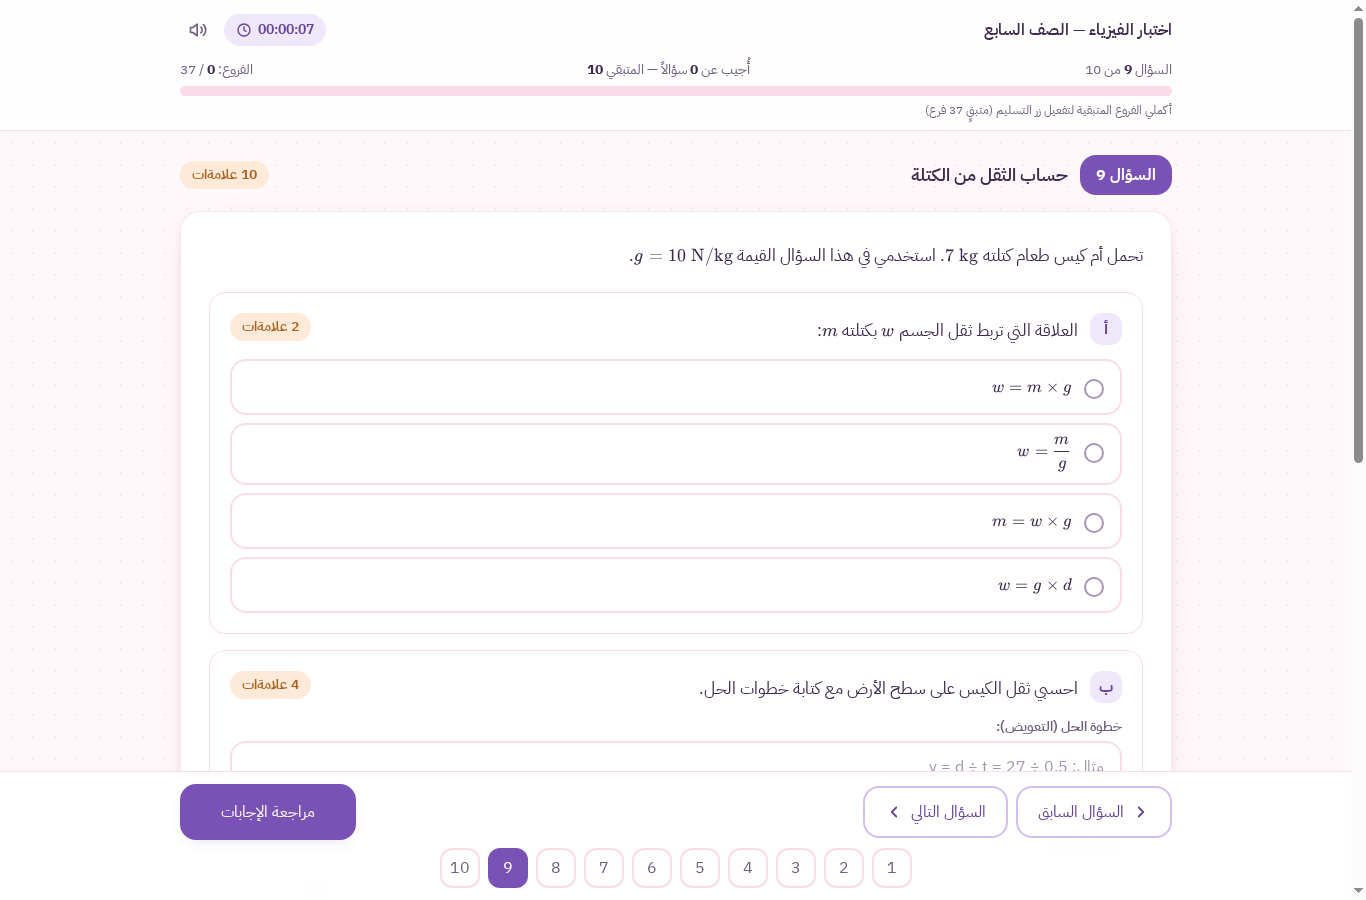 اختبار الفيزياء — الصف السابع
00:00:07
السؤال 9 من 10
أُجيب عن 0 سؤالاً — المتبقي 10
الفروع: 0 / 37
أكملي الفروع المتبقية لتفعيل زر التسليم (متبقٍ 37 فرع)
السؤال 9
حساب الثقل من الكتلة
10 علامات
تحمل أم كيس طعام كتلته 7 kg. استخدمي في هذا السؤال القيمة g = 10 N/kg.
أ
العلاقة التي تربط ثقل الجسم w بكتلته m:
2 علامات
w = m × g
w = m/g
m = w × g
w = g × d
ب
احسبي ثقل الكيس على سطح الأرض مع كتابة خطوات الحل.
4 علامات
خطوة الحل (التعويض):
مثال: v = d ÷ t = 27 ÷ 0.5
السؤال السابق
السؤال التالي
مراجعة الإجابات
1 2 3 4 5 6 7 8 9 10